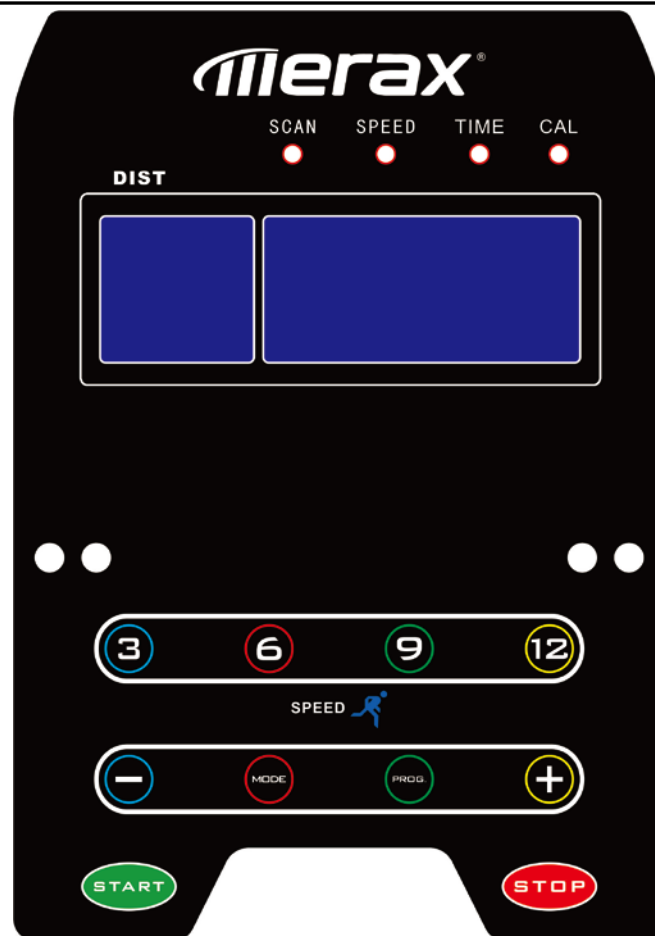 merax®
SCAN SPEED TIME CAL
DIST
3 6 9 12
SPEED
- MODE PROG. +
START STOP